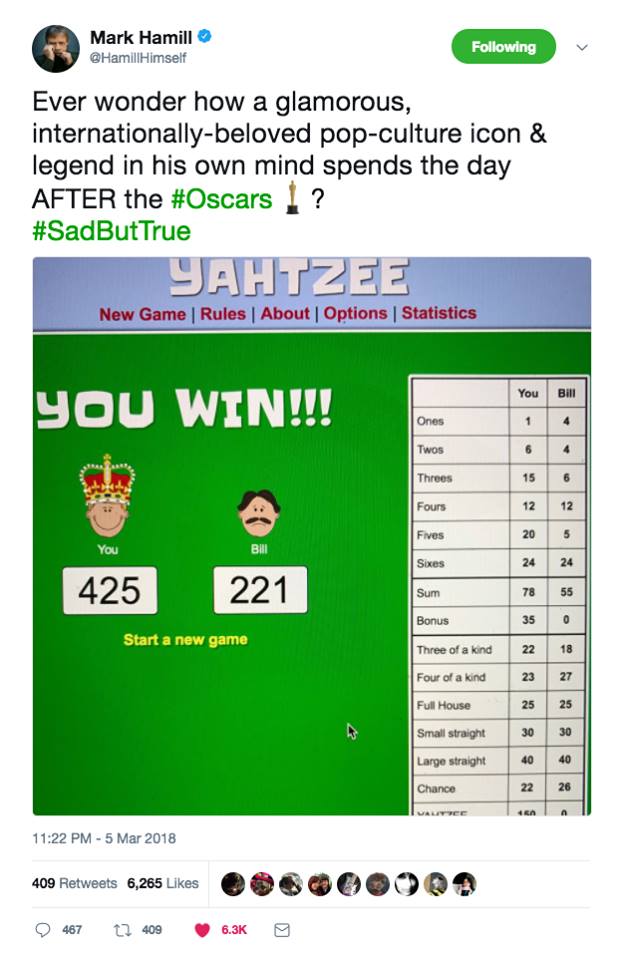 Mark Hamill
@HamillHimself
Following
Ever wonder how a glamorous,
internationally-beloved pop-culture icon &
legend in his own mind spends the day
AFTER the #Oscars ?
#SadButTrue
YAHTZEE
New Game | Rules | About | Options | Statistics
YOU WIN!!!
You Bill
425 221
Start a new game
You Bill
Ones 1 4
Twos 6 4
Threes 15 6
Fours 12 12
Fives 20 5
Sixes 24 24
Sum 78 55
Bonus 35 0
Three of a kind 22 18
Four of a kind 23 27
Full House 25 25
Small straight 30 30
Large straight 40 40
Chance 22 26
YAHTZEE 150 0
11:22 PM - 5 Mar 2018
409 Retweets 6,265 Likes
467 409 6.3K